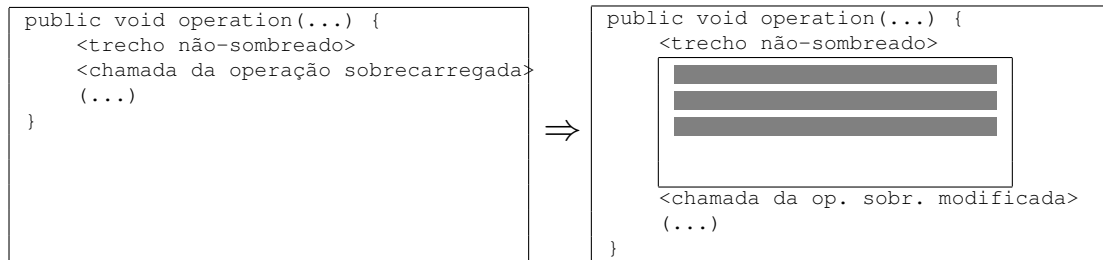 public void operation(...) {
<trecho não-sombreado>
<chamada da operação sobrecarregada>
(...)
}
⇒
public void operation(...) {
<trecho não-sombreado>
<chamada da op. sobr. modificada>
(...)
}